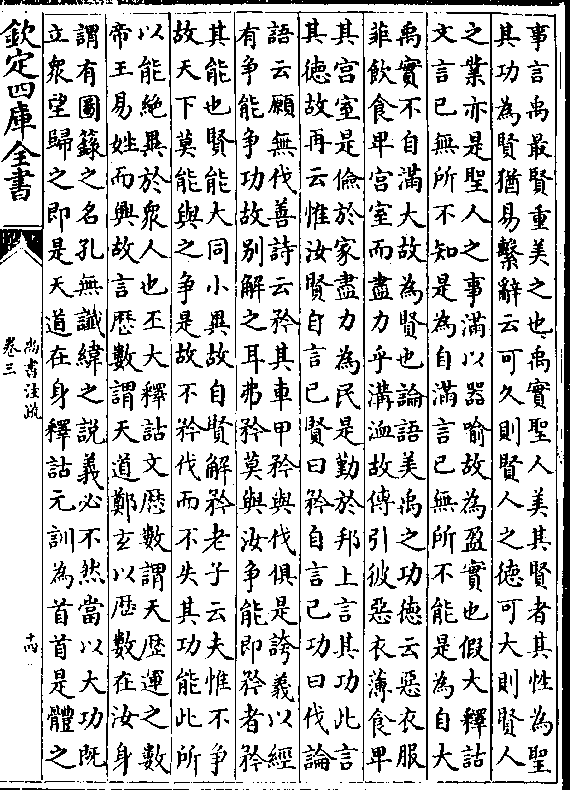 事言禹最賢重美之也禹實聖人美其賢者其性為聖
其功為賢猶易繫辭云可久則賢人之德可大則賢人
之業亦是聖人之事滿以器喻故為盈實也假大釋詁
文言已無所不知是為自滿言已無所不能是為自大
禹實不自滿大故為賢也論語美禹之功德云惡衣服
菲飲食卑宫室而盡力乎溝洫故傳引彼惡衣薄食卑
其宫室是儉於家盡力為民是勤於邦上言其功此言
其德故再云惟汝賢自言已賢曰矜自言已功曰伐論
語云願無伐善詩云矜其車甲矜與伐俱是誇義以經
有爭能爭功故别解之耳弗矜莫與汝爭能即矜者矜
其能也賢能大同小異故自賢解矜老子云夫惟不爭
故天下莫能與之爭是故不矜伐而不失其功能此所
以能絶異於衆人也丕大釋詁文歴數謂天歴運之數
帝王易姓而興故言歴數謂天道鄭玄以歴數在汝身
謂有圖籙之名孔無讖緯之説義必不然當以大功既
立衆望歸之即是天道在身釋詁元訓為首首是體之
欽定四庫全書
尚書注疏
卷三
十四